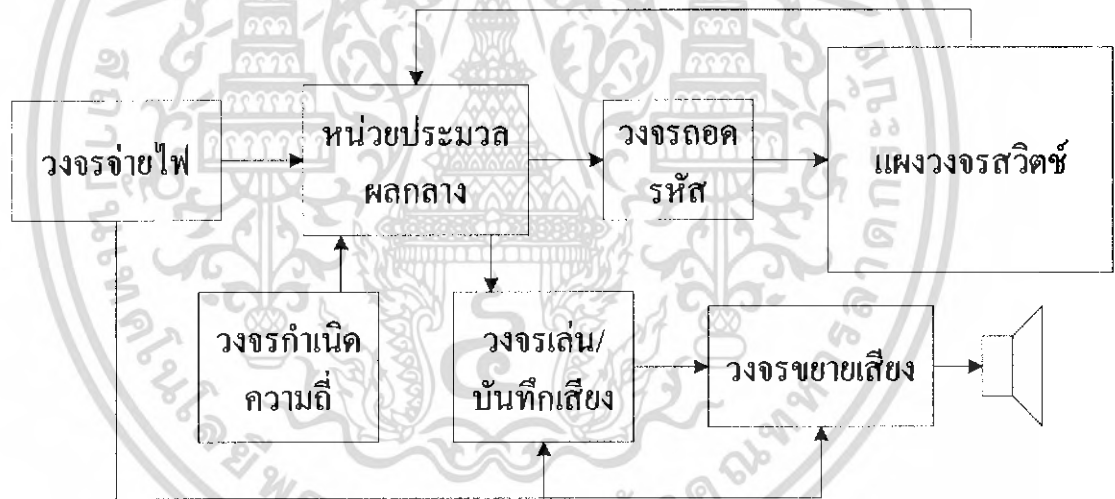 วงจรจ่ายไฟ
หน่วยประมวล
ผลกลาง
วงจรถอด
รหัส
แผงวงจรสวิตช์
วงจรกำเนิด
ความถี่
วงจรเล่น/
บันทึกเสียง
วงจรขยายเสียง